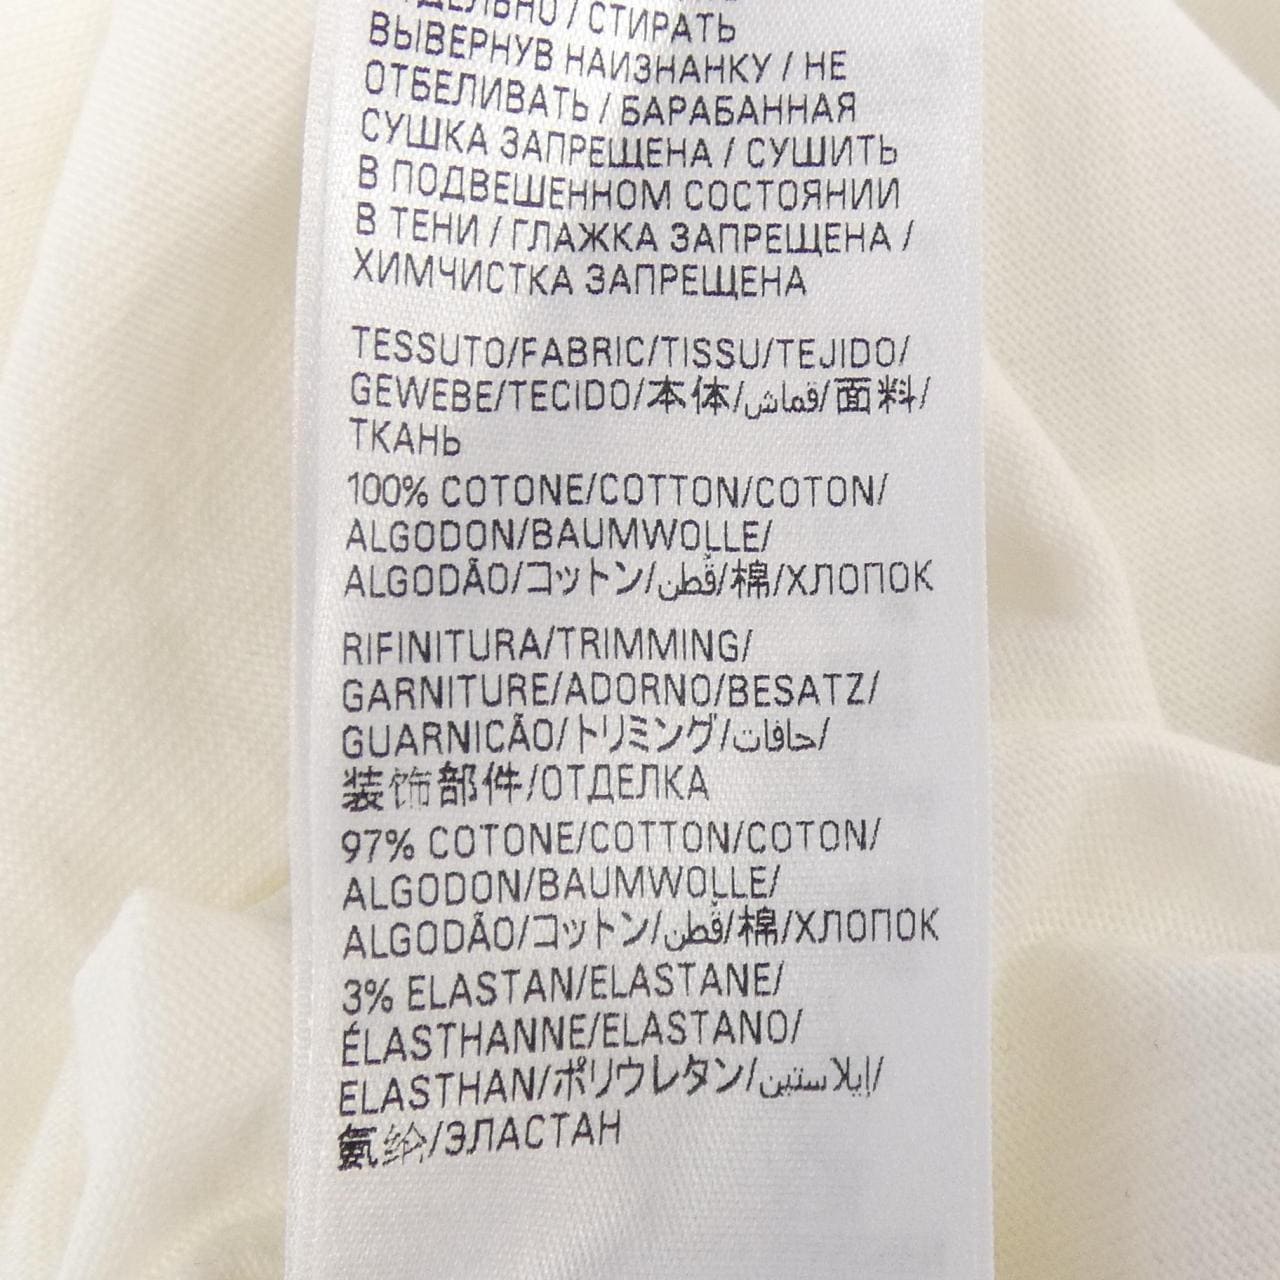 ОТДЕЛЬНО / СТИРАТЬ
ВЫВЕРНУВ НАИЗНАНКУ / НЕ
ОТБЕЛИВАТЬ / БАРАБАННАЯ
СУШКА ЗАПРЕЩЕНА / СУШИТЬ
В ПОДВЕШЕННОМ СОСТОЯНИИ
В ТЕНИ / ГЛАЖКА ЗАПРЕЩЕНА /
ХИМЧИСТКА ЗАПРЕЩЕНА
TESSUTO/FABRIC/TISSU/TEJIDO/
GEWEBE/TECIDO/本体/قماش/面料/
ТКАНЬ
100% COTONE/COTTON/COTON/
ALGODON/BAUMWOLLE/
ALGODÃO/コットン/قُطن/棉/ХЛОПОК
RIFINITURA/TRIMMING/
GARNITURE/ADORNO/BESATZ/
GUARNICÃO/トリミング/حافات/
装饰部件/ОТДЕЛКА
97% COTONE/COTTON/COTON/
ALGODON/BAUMWOLLE/
ALGODÃO/コットン/قُطن/棉/ХЛОПОК
3% ELASTAN/ELASTANE/
ÉLASTHANNE/ELASTANO/
ELASTHAN/ポリウレタン/إيلاستين/
氨纶/ЭЛАСТАН